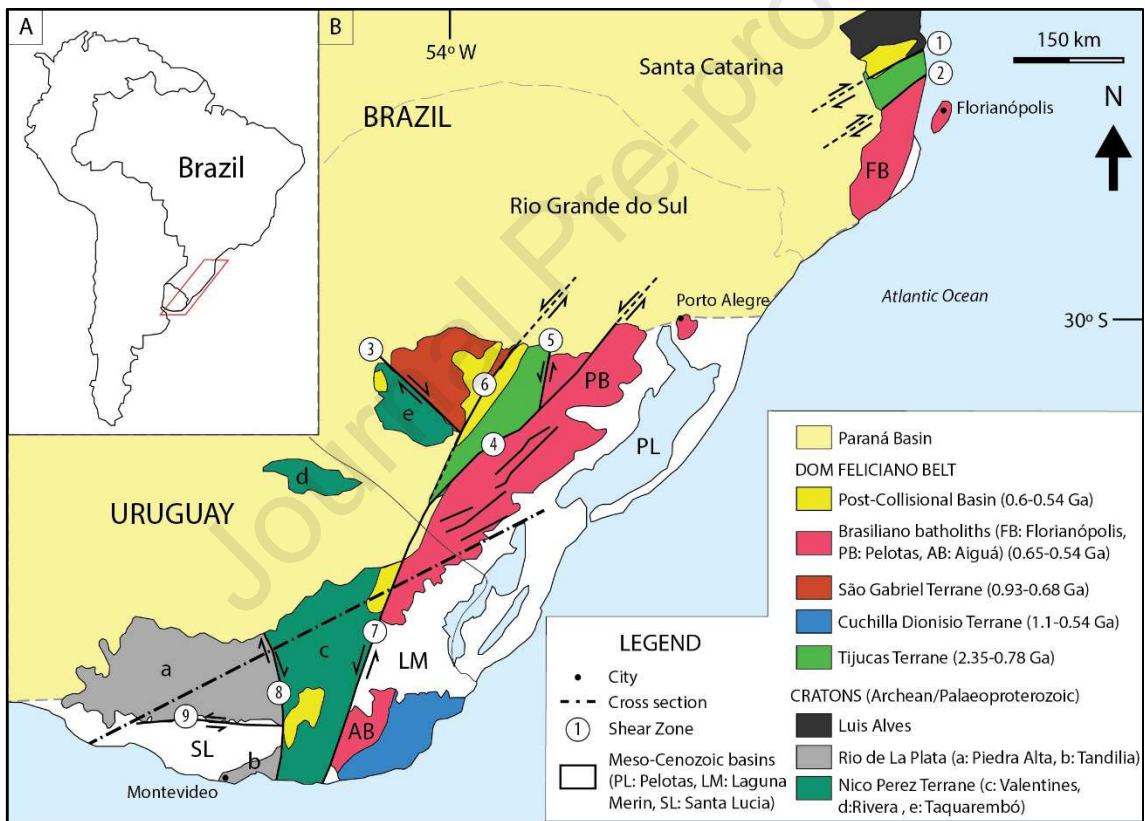 A
B
54º W
Brazil
BRAZIL
Santa Catarina
1
2
150 km
N
Florianópolis
FB
Rio Grande do Sul
Porto Alegre
Atlantic Ocean
30º S
3
5
6
PB
e
4
PL
d
URUGUAY
7
c
LM
a
8
9
AB
SL
b
Montevideo
LEGEND
City
Cross section
1 Shear Zone
Meso-Cenozoic basins
(PL: Pelotas, LM: Laguna
Merin, SL: Santa Lucia)
Paraná Basin
DOM FELICIANO BELT
Post-Collisional Basin (0.6-0.54 Ga)
Brasiliano batholiths (FB: Florianópolis,
PB: Pelotas, AB: Aiguá) (0.65-0.54 Ga)
São Gabriel Terrane (0.93-0.68 Ga)
Cuchilla Dionisio Terrane (1.1-0.54 Ga)
Tijucas Terrane (2.35-0.78 Ga)
CRATONS (Archean/Palaeoproterozoic)
Luis Alves
Rio de La Plata (a: Piedra Alta, b: Tandilia)
Nico Perez Terrane (c: Valentines,
d:Rivera , e: Taquarembó)
Journal Pre-pro